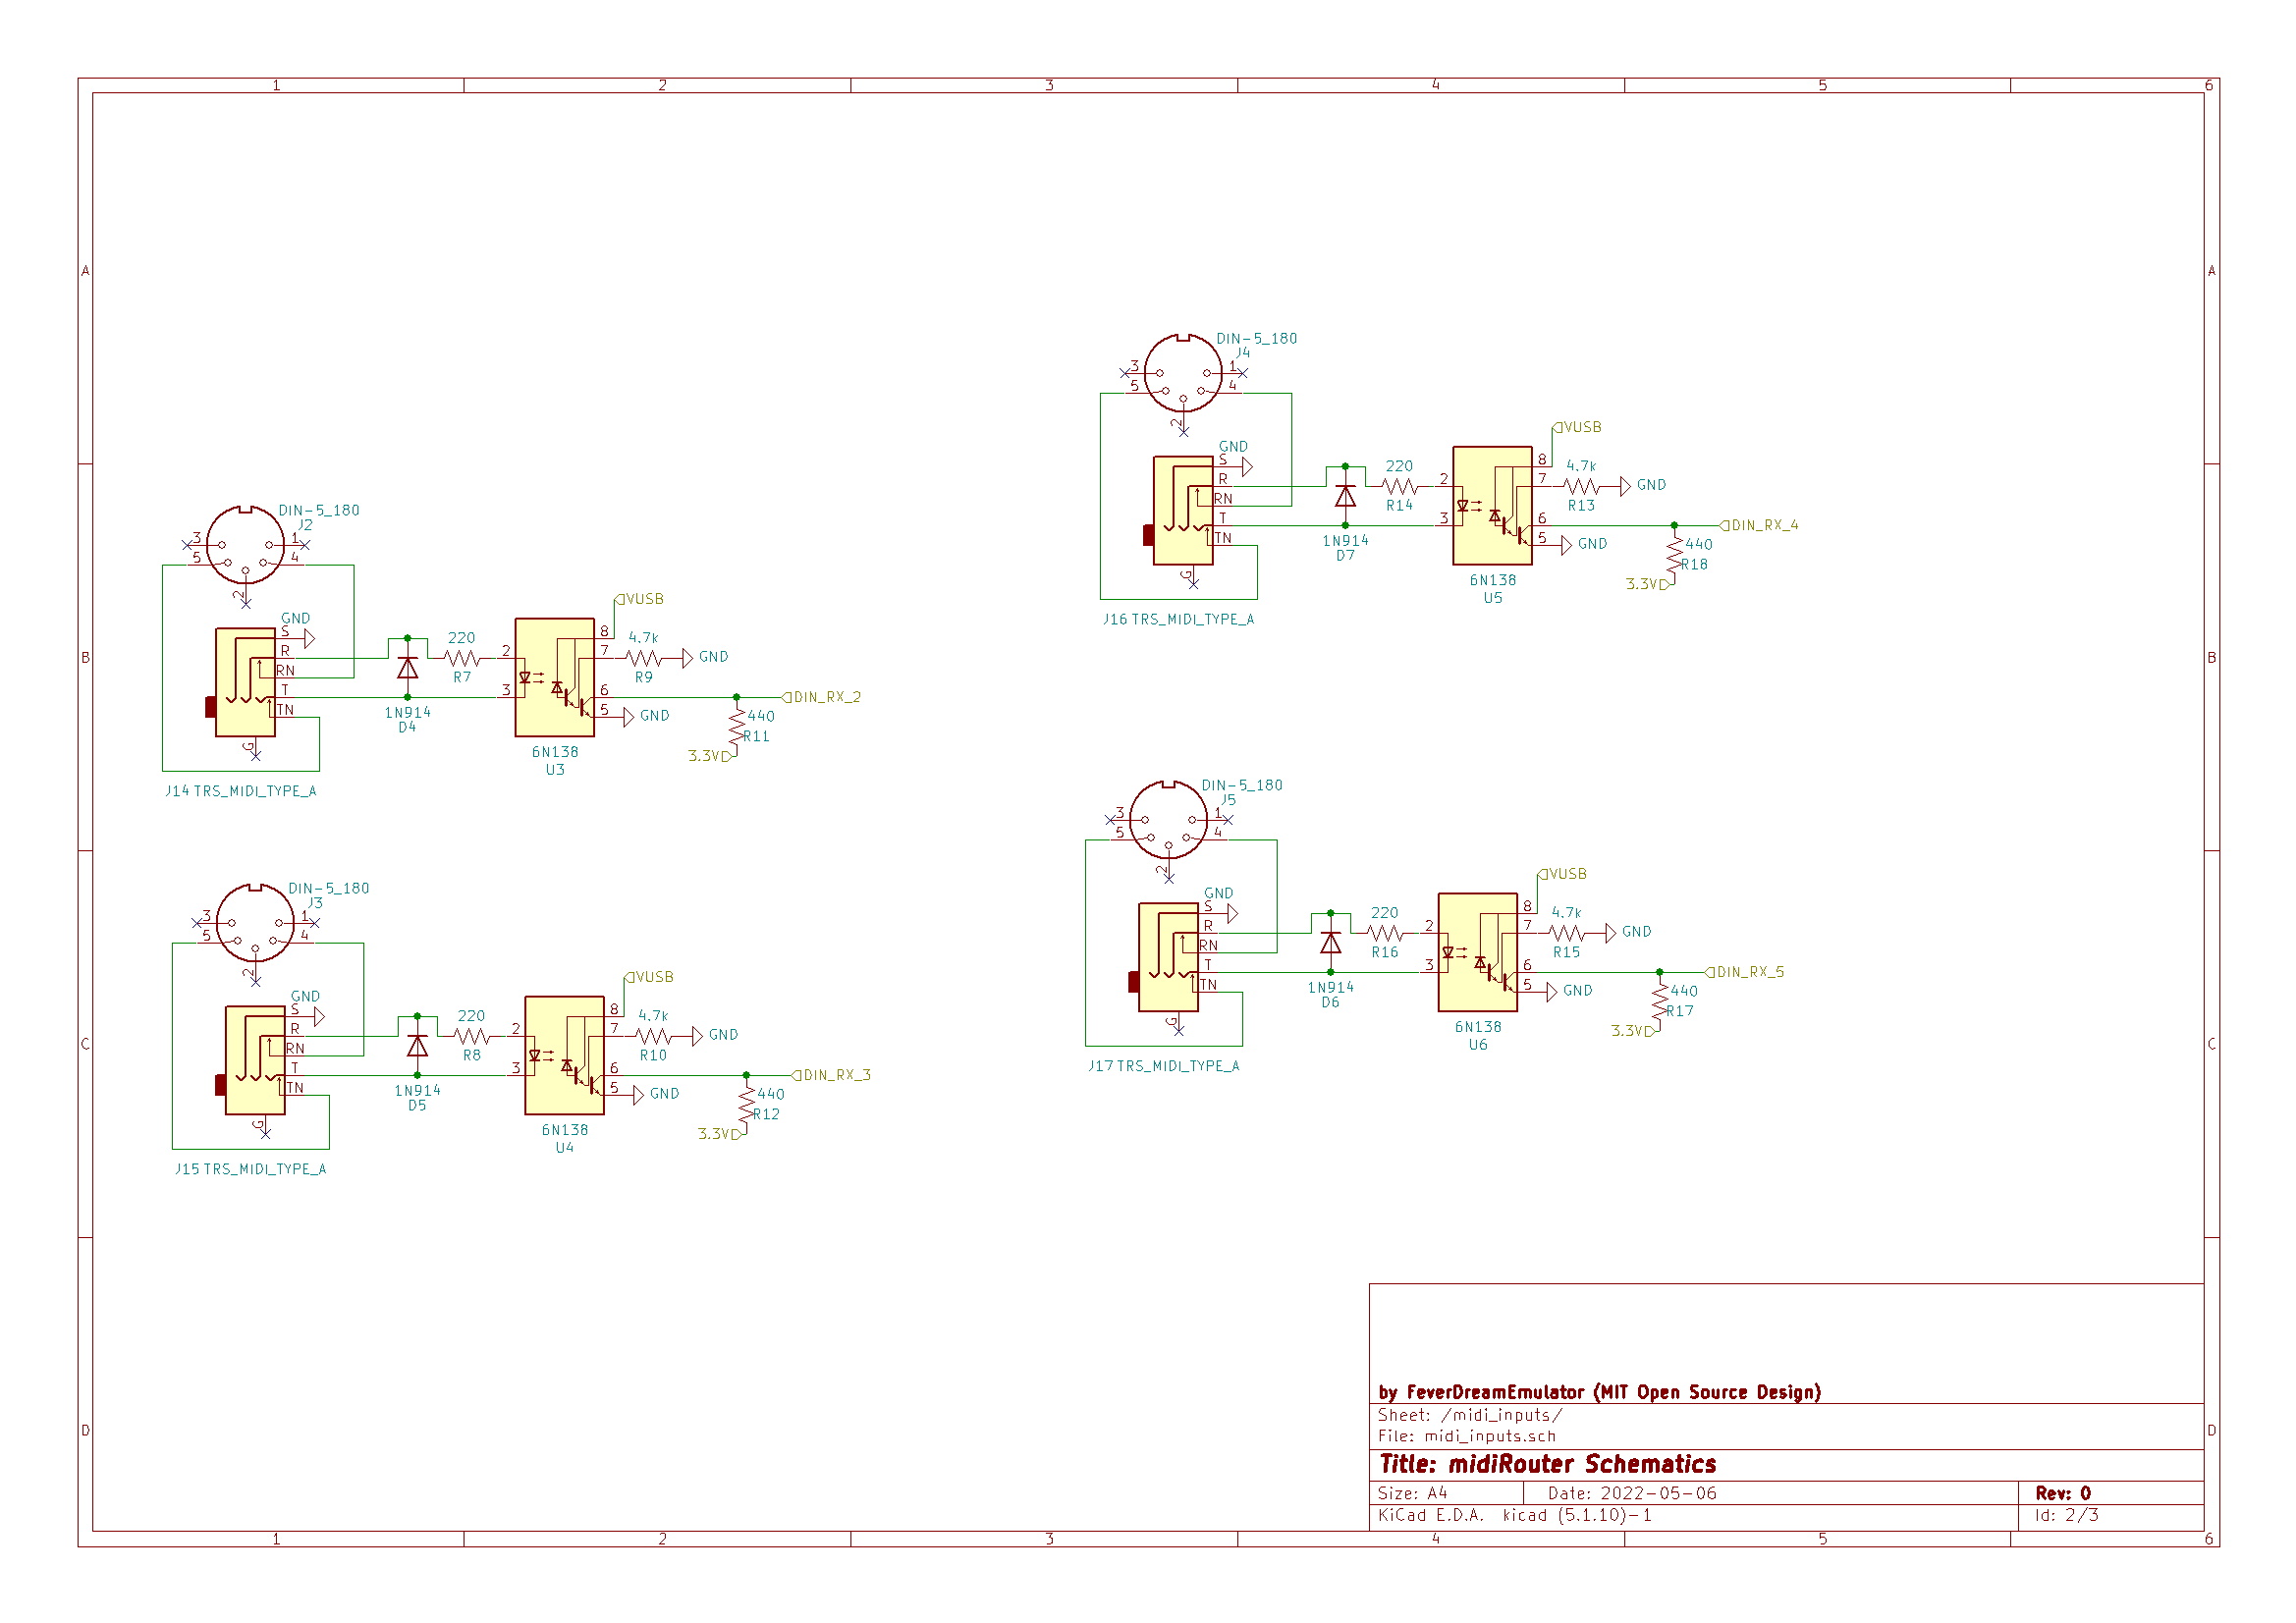 1 2 3 4 5 6
A A
B B
C C
D D
1 2 3 4 5 6
DIN-5_180
J2
3 1
5 4
2
GND
S
R
RN
T
TN
G
J14 TRS_MIDI_TYPE_A
1N914
D4
220
R7
2 8
3 7
6
5
6N138
U3
VUSB
4.7k
R9
GND
GND
DIN_RX_2
440
R11
3.3V
DIN-5_180
J3
3 1
5 4
2
GND
S
R
RN
T
TN
G
J15 TRS_MIDI_TYPE_A
1N914
D5
220
R8
2 8
3 7
6
5
6N138
U4
VUSB
4.7k
R10
GND
GND
DIN_RX_3
440
R12
3.3V
DIN-5_180
J4
3 1
5 4
2
GND
S
R
RN
T
TN
G
J16 TRS_MIDI_TYPE_A
1N914
D7
220
R14
2 8
3 7
6
5
6N138
U5
VUSB
4.7k
R13
GND
GND
DIN_RX_4
440
R18
3.3V
DIN-5_180
J5
3 1
5 4
2
GND
S
R
RN
T
TN
G
J17 TRS_MIDI_TYPE_A
1N914
D6
220
R16
2 8
3 7
6
5
6N138
U6
VUSB
4.7k
R15
GND
GND
DIN_RX_5
440
R17
3.3V
by FeverDreamEmulator (MIT Open Source Design)
Sheet: /midi_inputs/
File: midi_inputs.sch
Title: midiRouter Schematics
Size: A4 Date: 2022-05-06 Rev: 0
KiCad E.D.A. kicad (5.1.10)-1 Id: 2/3